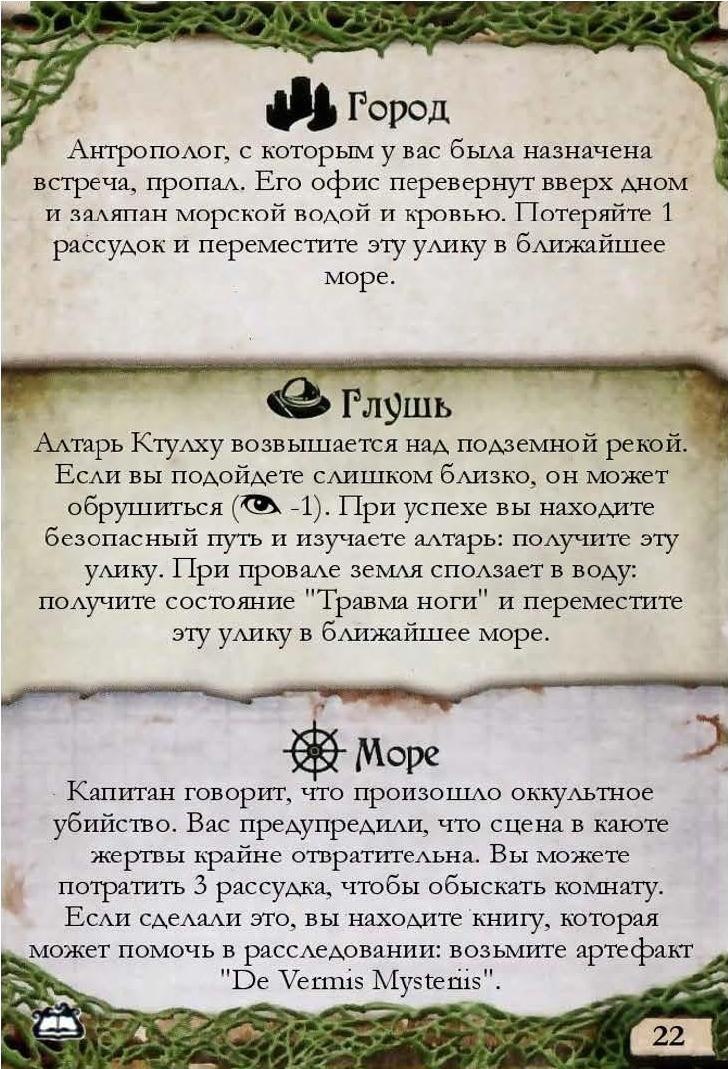 Город
Антрополог, с которым у вас была назначена
встреча, пропал. Его офис перевернут вверх дном
и заляпан морской водой и кровью. Потеряйте 1
рассудок и переместите эту улику в ближайшее
море.
Глушь
Алтарь Ктулху возвышается над подземной рекой.
Если вы подойдете слишком близко, он может
обрушиться ( -1). При успехе вы находите
безопасный путь и изучаете алтарь: получите эту
улику. При провале земля сползает в воду:
получите состояние "Травма ноги" и переместите
эту улику в ближайшее море.
Море
Капитан говорит, что произошло оккультное
убийство. Вас предупредили, что сцена в каюте
жертвы крайне отвратительна. Вы можете
потратить 3 рассудка, чтобы обыскать комнату.
Если сделали это, вы находите книгу, которая
может помочь в расследовании: возьмите артефакт
"De Vermis Mysteriis".
22